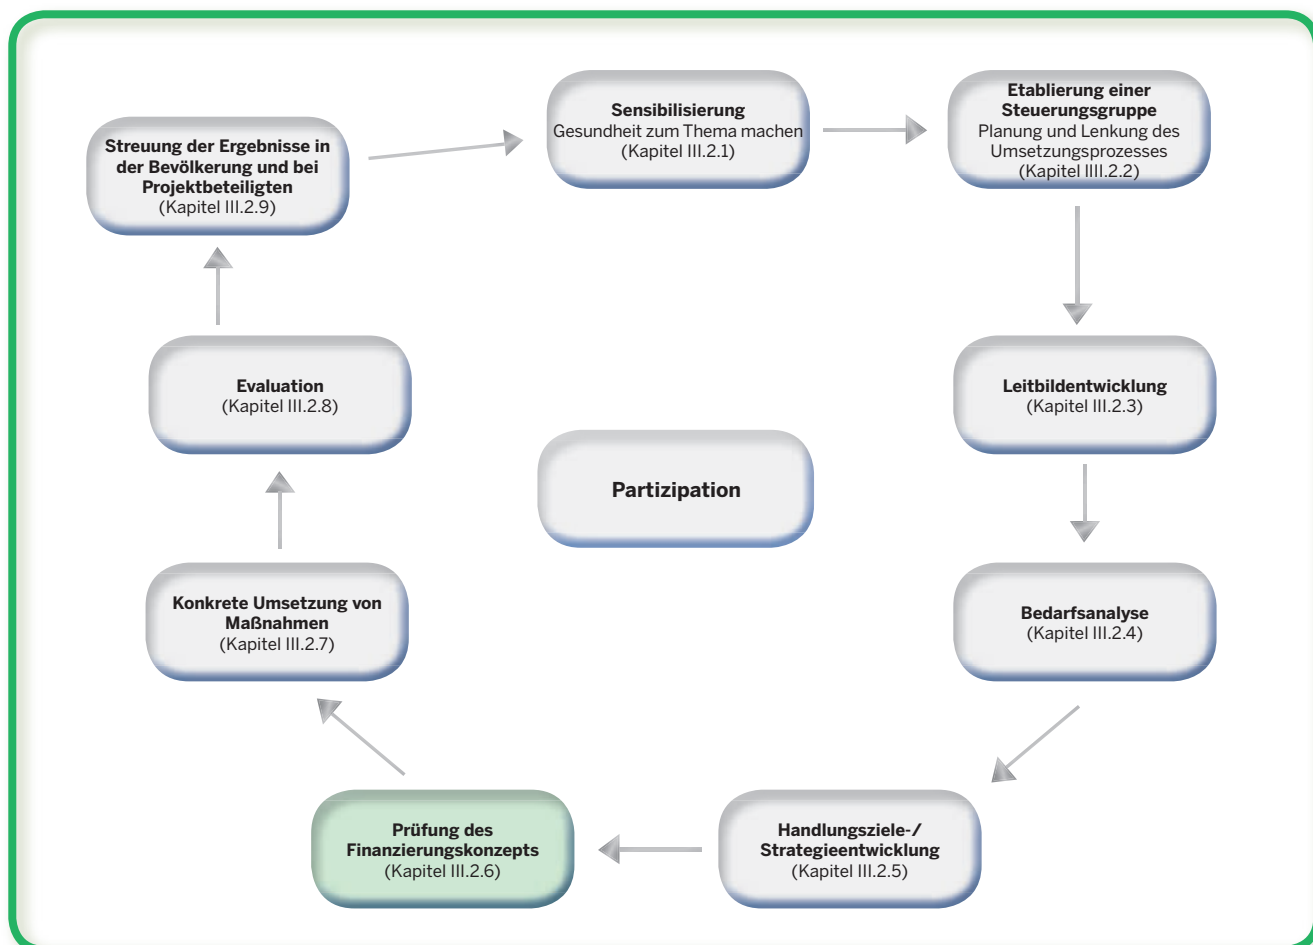 Sensibilisierung
Gesundheit zum Thema machen
(Kapitel III.2.1)
Etablierung einer
Steuerungsgruppe
Planung und Lenkung des
Umsetzungsprozesses
(Kapitel IIII.2.2)
Leitbildentwicklung
(Kapitel III.2.3)
Bedarfsanalyse
(Kapitel III.2.4)
Handlungsziele-/
Strategieentwicklung
(Kapitel III.2.5)
Prüfung des
Finanzierungskonzepts
(Kapitel III.2.6)
Konkrete Umsetzung von
Maßnahmen
(Kapitel III.2.7)
Evaluation
(Kapitel III.2.8)
Streuung der Ergebnisse in
der Bevölkerung und bei
Projektbeteiligten
(Kapitel III.2.9)
Partizipation